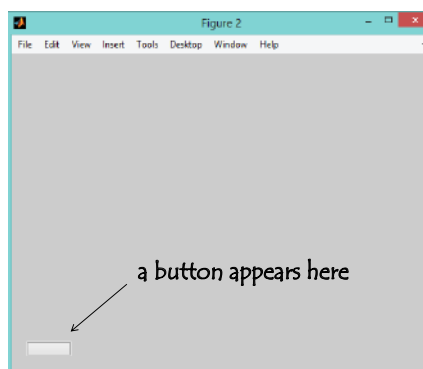 Figure 2
File Edit View Insert Tools Desktop Window Help
a button appears here